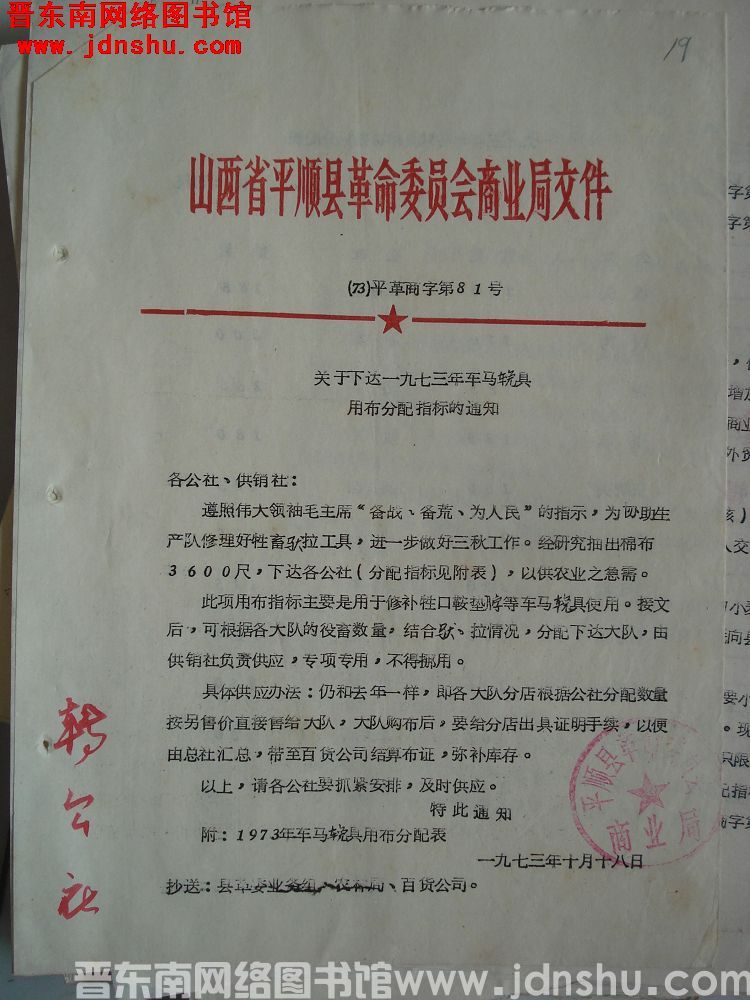 晋东南网络图书馆
www.jdnshu.com
19
山西省平顺县革命委员会商业局文件
(73)平革商字第81号
关于下达一九七三年车马輓具
用布分配指标的通知
各公社、供销社：
遵照伟大领袖毛主席“备战、备荒、为人民”的指示，为协助生
产队修理好牲畜驮拉工具，进一步做好三秋工作。经研究抽出棉布
3600尺，下达各公社（分配指标见附表），以供农业之急需。
此项用布指标主要是用于修补牲口鞍垫脖等车马輓具使用。接文
后，可根据各大队的役畜数量，结合驮、拉情况，分配下达大队，由
供销社负责供应，专项专用，不得挪用。
具体供应办法：仍和去年一样，即各大队分店根据公社分配数量
按另售价直接售给大队，大队购布后，要给分店出具证明手续，以便
由总社汇总，带至百货公司结算布证，弥补库存。
以上，请各公社要抓紧安排，及时供应。
特此通知
附：1973年车马輓具用布分配表
一九七三年十月十八日
抄送：县革委业务组、农林局、百货公司。
转公社
平顺县革命委员会
商业局
晋东南网络图书馆www.jdnshu.com